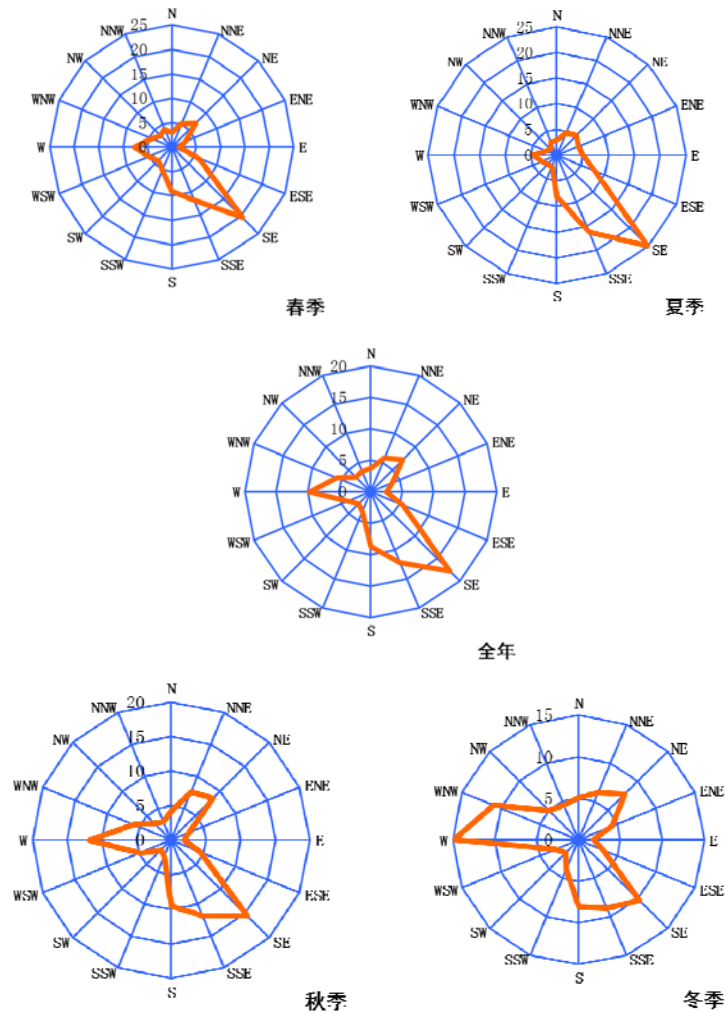 N
NNW 25 NNE
NW 20 NE
15
WNW 10 ENE
5
W 0 E
WSW ESE
SW SE
SSW SSE
S
春季
N
NNW 25 NNE
NW 20 NE
15
WNW 10 ENE
5
W 0 E
WSW ESE
SW SE
SSW SSE
S
夏季
N
NNW 20 NNE
NW 15 NE
WNW 10 ENE
5
W 0 E
WSW ESE
SW SE
SSW SSE
S
全年
N
NNW 20 NNE
NW 15 NE
WNW 10 ENE
5
W 0 E
WSW ESE
SW SE
SSW SSE
S
秋季
N
NNW 15 NNE
NW 10 NE
WNW 5 ENE
W 0 E
WSW ESE
SW SE
SSW SSE
S
冬季